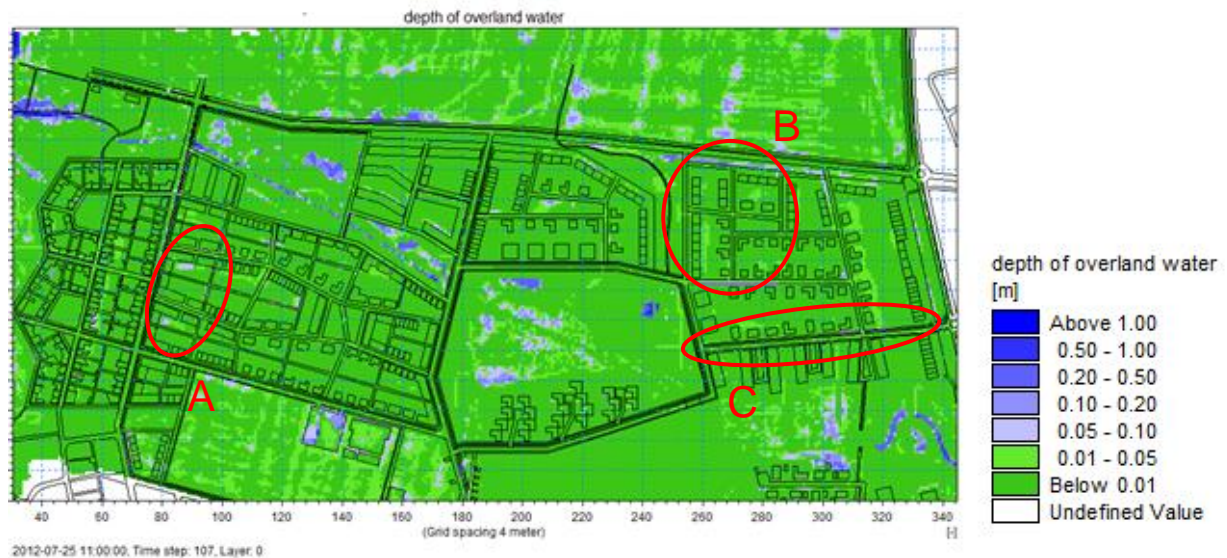 depth of overland water
B
A
C
40 60 80 100 120 140 160 180 200 220 240 260 280 300 320 340
(Grid spacing 4 meter)
[-]
2012-07-25 11:00:00, Time step: 107, Layer: 0
depth of overland water
[m]
Above 1.00
0.50 - 1.00
0.20 - 0.50
0.10 - 0.20
0.05 - 0.10
0.01 - 0.05
Below 0.01
Undefined Value